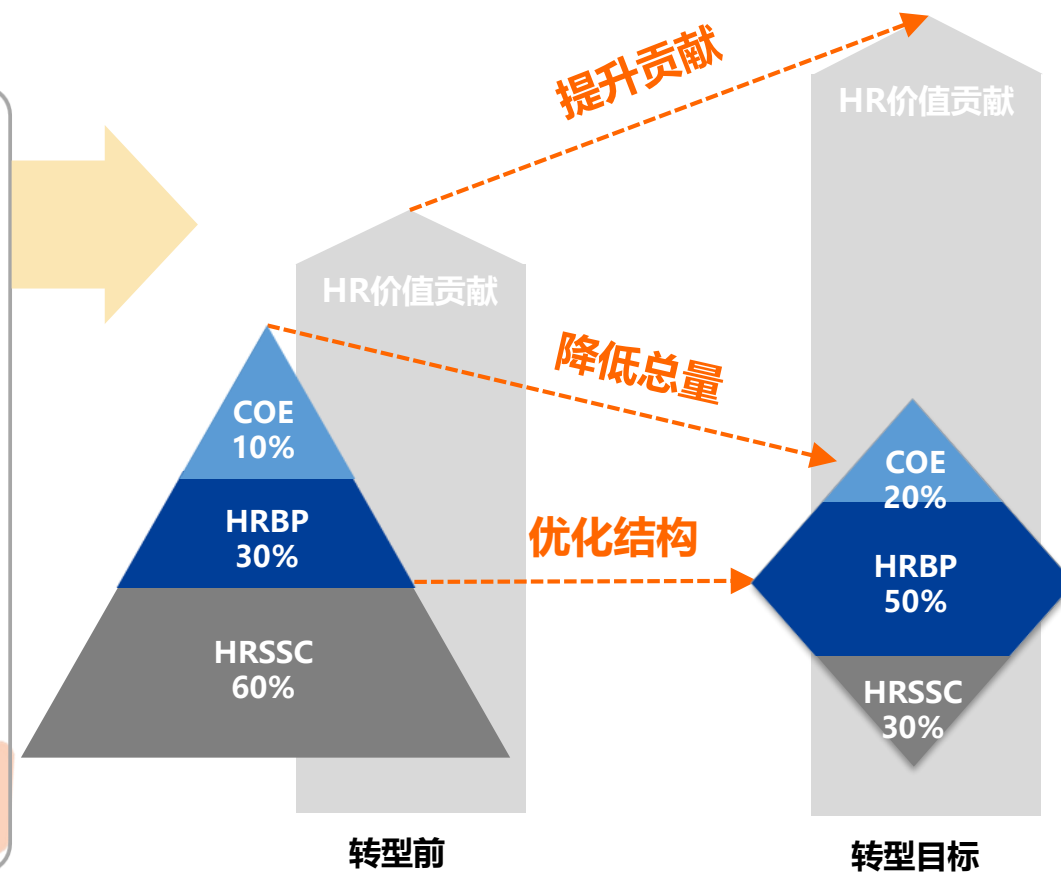 提升贡献
HR价值贡献
HR价值贡献
降低总量
COE
10%
HRBP
30%
HRSSC
60%
优化结构
COE
20%
HRBP
50%
HRSSC
30%
转型前
转型目标